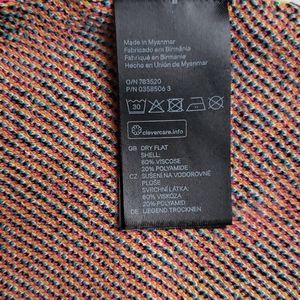 Made in Myanmar
Fabricado em Birmânia
Fabriqué en Birmanie
Hecho en Unión de Myanmar
O/N 783520
P/N 0358506 3
30
clevercare.info
GB DRY FLAT
SHELL:
80% VISCOSE
20% POLYAMIDE
CZ SUŠENÍ NA VODOROVNÉ
PLOŠE
SVRCHNÍ LÁTKA:
80% VISKÓZA
20% POLYAMID
DE LIEGEND TROCKNEN